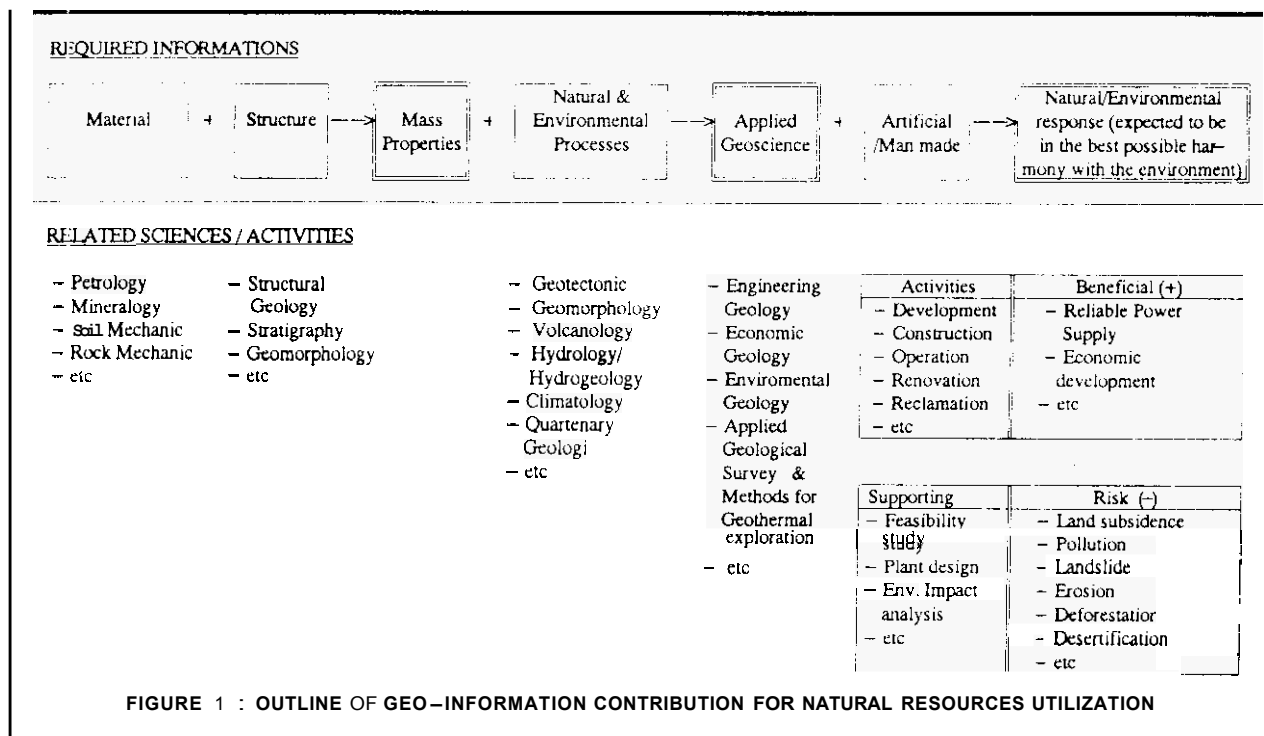 REQUIRED INFORMATIONS
Material + Structure --> Mass Properties + Natural & Environmental Processes --> Applied Geoscience + Artificial /Man made --> Natural/Environmental response (expected to be in the best possible har-mony with the environment)
RELATED SCIENCES / ACTIVITIES
- Petrology
- Mineralogy
- Soil Mechanic
- Rock Mechanic
- etc
- Structural
Geology
- Stratigraphy
- Geomorphology
- etc
- Geotectonic
- Geomorphology
- Volcanology
- Hydrology/
Hydrogeology
- Climatology
- Quartenary
Geologi
- etc
- Engineering
Geology
- Economic
Geology
- Enviromental
Geology
- Applied
Geological
Survey &
Methods for
Geothermal
exploration
- etc
Activities
- Development
- Construction
- Operation
- Renovation
- Reclamation
- etc
Beneficial (+)
- Reliable Power
Supply
- Economic
development
- etc
Supporting
- Feasibility
study
- Plant design
- Env. Impact
analysis
- etc
Risk (-)
- Land subsidence
- Pollution
- Landslide
- Erosion
- Deforestatior
- Desertification
- etc
FIGURE 1 : OUTLINE OF GEO-INFORMATION CONTRIBUTION FOR NATURAL RESOURCES UTILIZATION